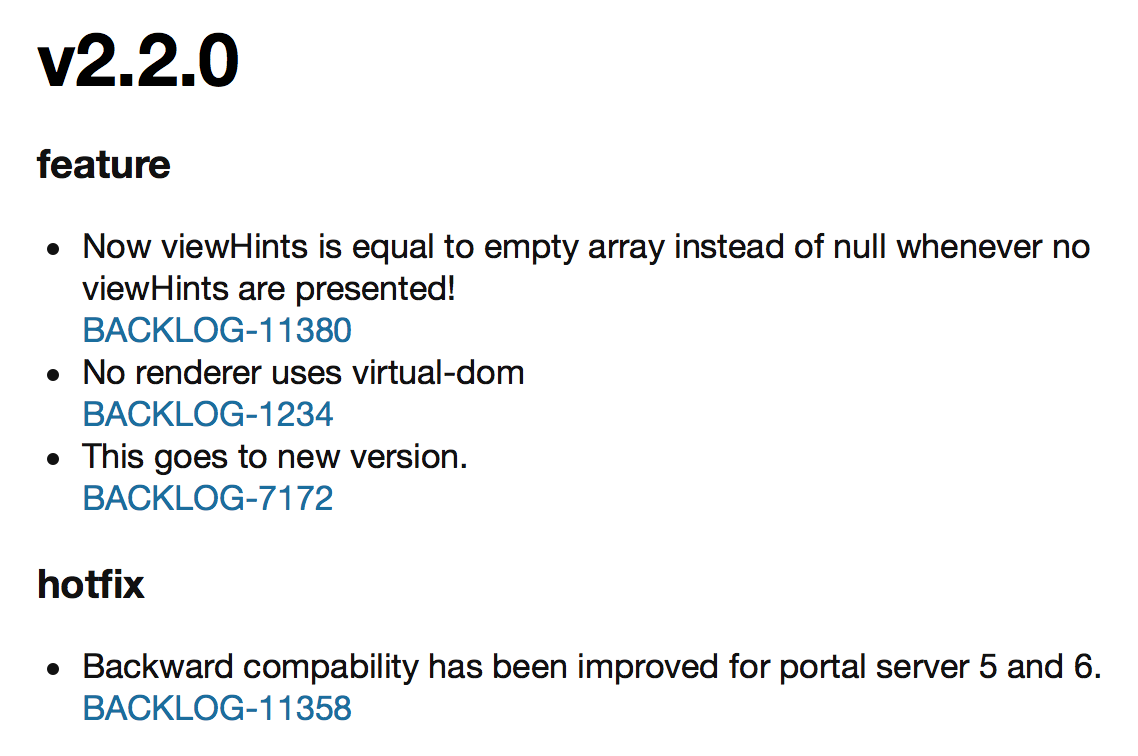 v2.2.0
feature
Now viewHints is equal to empty array instead of null whenever no
viewHints are presented!
BACKLOG-11380
No renderer uses virtual-dom
BACKLOG-1234
This goes to new version.
BACKLOG-7172
hotfix
Backward compability has been improved for portal server 5 and 6.
BACKLOG-11358